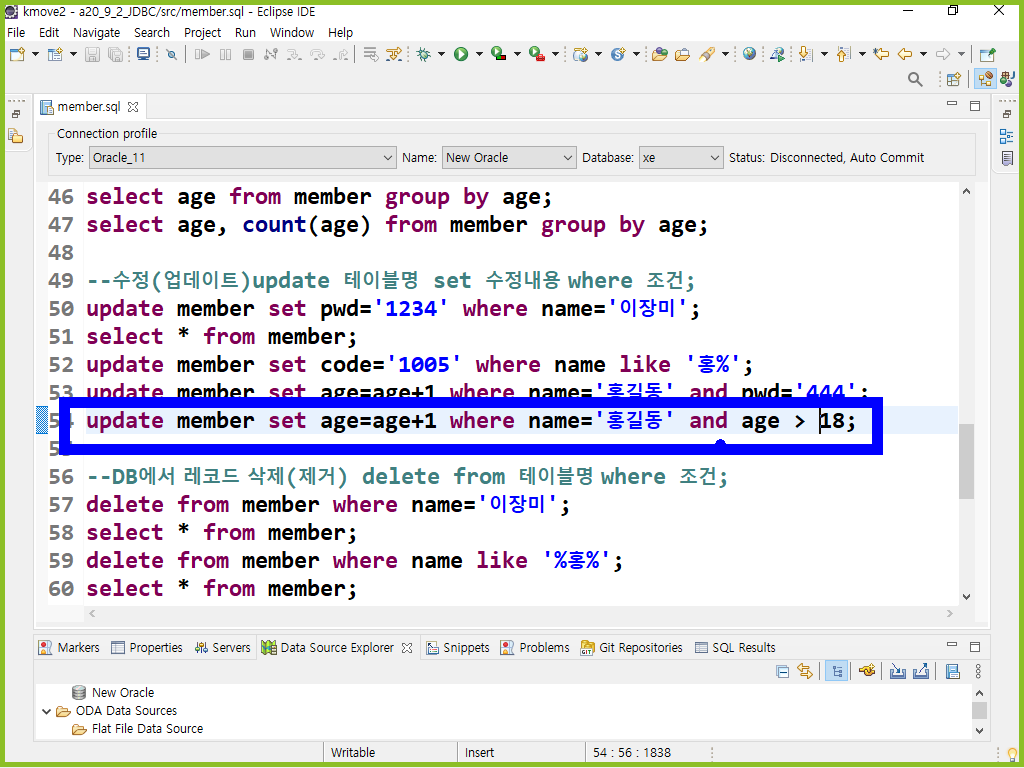 kmove2 - a20_9_2_JDBC/src/member.sql - Eclipse IDE
File Edit Navigate Search Project Run Window Help
member.sql
Connection profile
Type: Oracle_11 Name: New Oracle Database: xe Status: Disconnected, Auto Commit
46 select age from member group by age;
47 select age, count(age) from member group by age;
48
49 --수정(업데이트)update 테이블명 set 수정내용 where 조건;
50 update member set pwd='1234' where name='이장미';
51 select * from member;
52 update member set code='1005' where name like '홍%';
53 update member set age=age+1 where name='홍길동' and pwd='444';
54 update member set age=age+1 where name='홍길동' and age > 18;
55
56 --DB에서 레코드 삭제(제거) delete from 테이블명 where 조건;
57 delete from member where name='이장미';
58 select * from member;
59 delete from member where name like '%홍%';
60 select * from member;
Markers Properties Servers Data Source Explorer Snippets Problems Git Repositories SQL Results
New Oracle
ODA Data Sources
Flat File Data Source
Writable Insert 54 : 56 : 1838